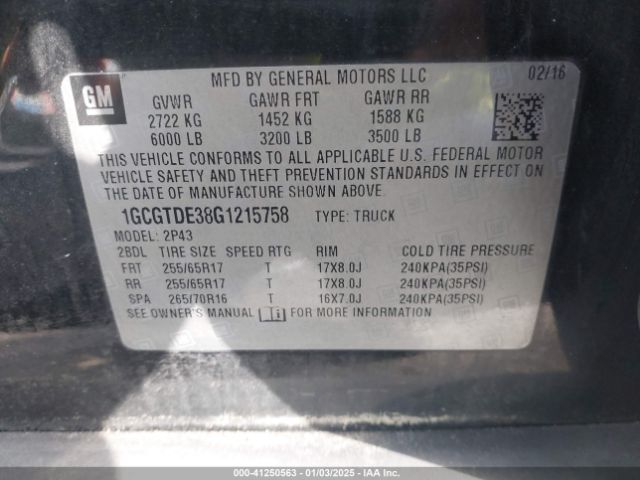 GM
MFD BY GENERAL MOTORS LLC 02/16
GVWR GAWR FRT GAWR RR
2722 KG 1452 KG 1588 KG
6000 LB 3200 LB 3500 LB
THIS VEHICLE CONFORMS TO ALL APPLICABLE U.S. FEDERAL MOTOR
VEHICLE SAFETY AND THEFT PREVENTION STANDARDS IN EFFECT ON
THE DATE OF MANUFACTURE SHOWN ABOVE.
1GCGTDE38G1215758 TYPE: TRUCK
MODEL: 2P43
2BDL TIRE SIZE SPEED RTG RIM COLD TIRE PRESSURE
FRT 255/65R17 T 17X8.0J 240KPA(35PSI)
RR 255/65R17 T 17X8.0J 240KPA(35PSI)
SPA 265/70R16 T 16X7.0J 240KPA(35PSI)
SEE OWNER'S MANUAL FOR MORE INFORMATION
000-41250563 - 01/03/2025 - IAA Inc.